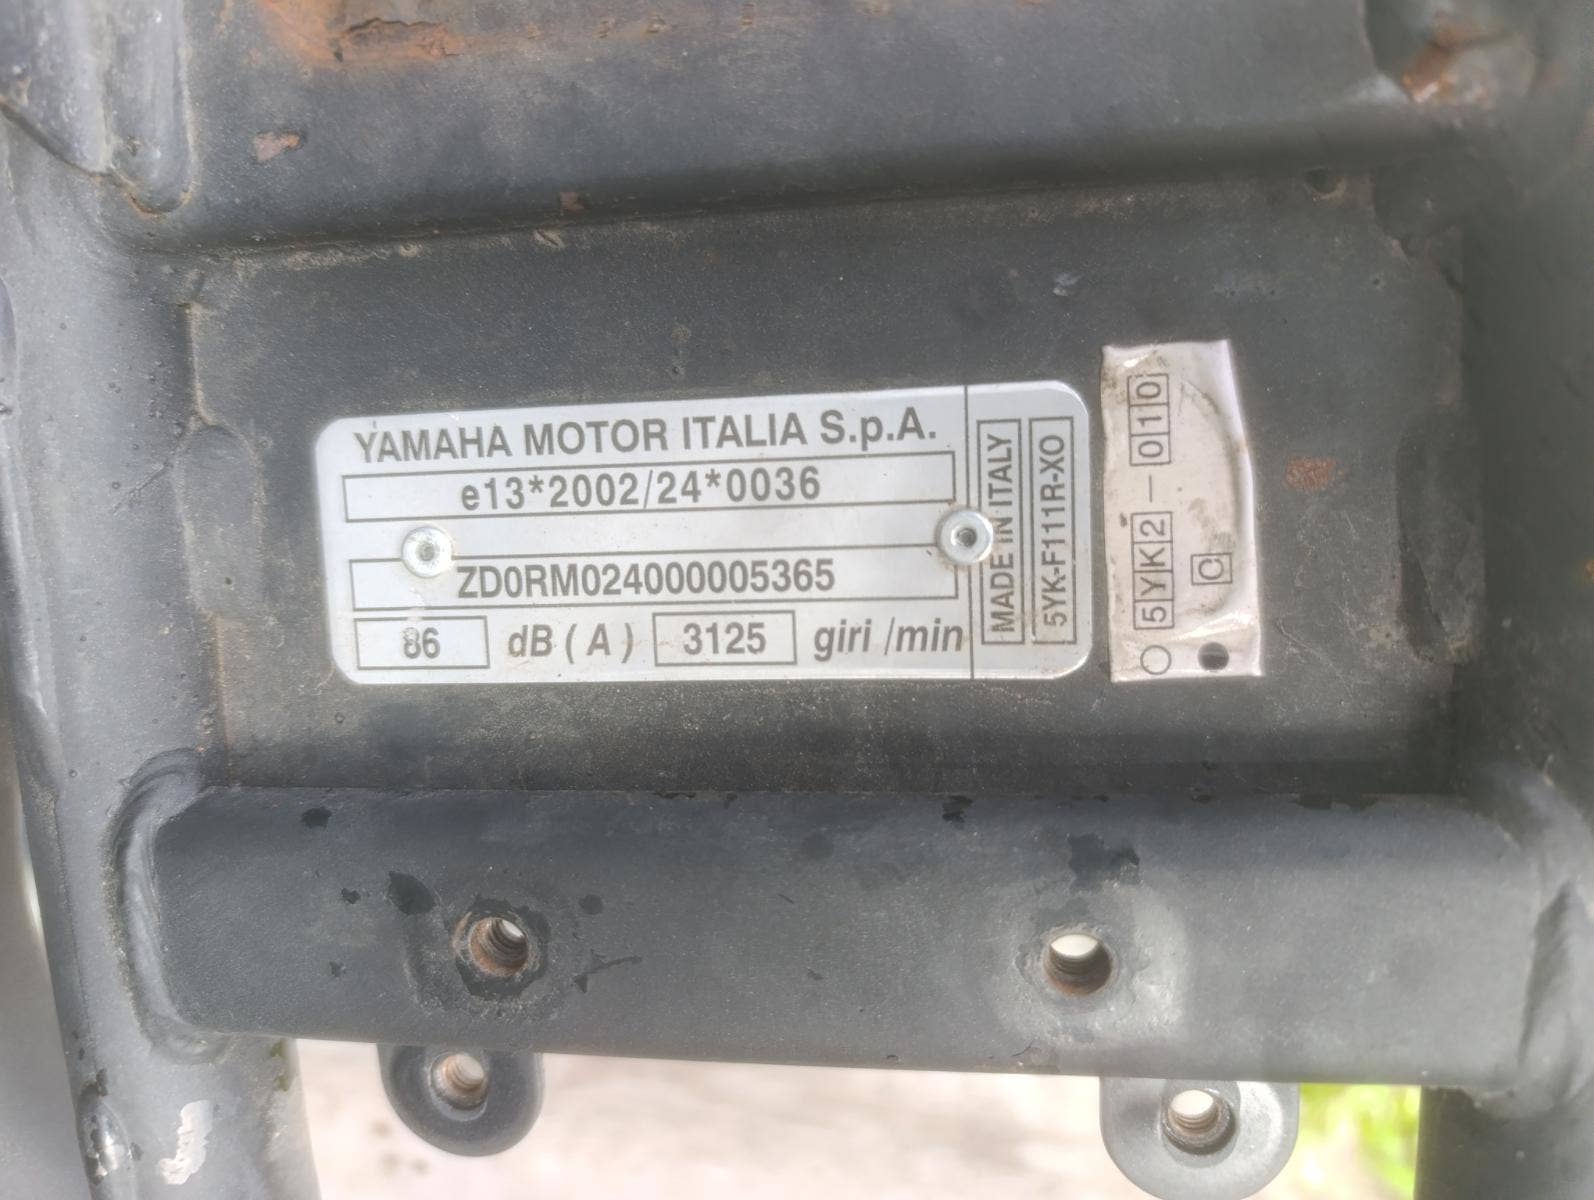 YAMAHA MOTOR ITALIA S.p.A.
e13*2002/24*0036
ZD0RM024000005365
86 dB (A) 3125 giri /min
MADE IN ITALY
5YK-F111R-XO
5YK2-010
C